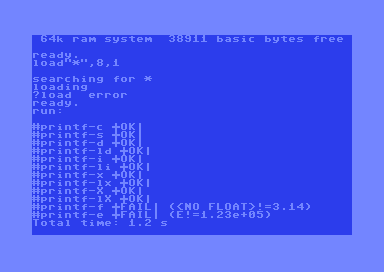 64k ram system  38911 basic bytes free
ready.
load"*",8,1
searching for *
loading
?load  error
ready.
run:
#printf-c +OK|
#printf-s +OK|
#printf-d +OK|
#printf-ld +OK|
#printf-i +OK|
#printf-li +OK|
#printf-x +OK|
#printf-lx +OK|
#printf-X +OK|
#printf-lX +OK|
#printf-f +FAIL| (<NO FLOAT>!=3.14)
#printf-e +FAIL| (E!=1.23e+05)
Total time: 1.2 s